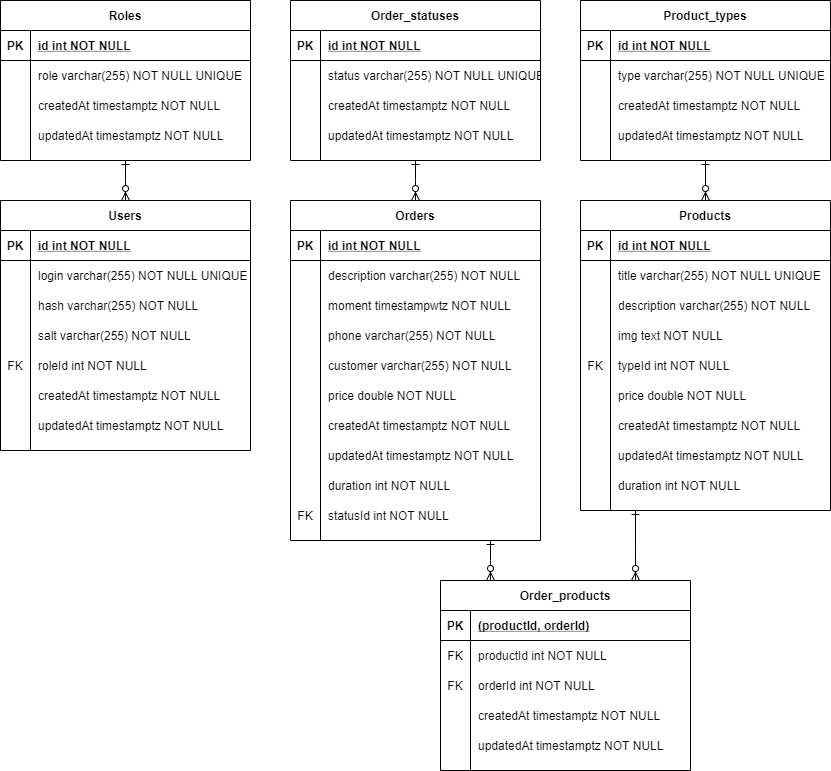 Roles
PK id int NOT NULL
role varchar(255) NOT NULL UNIQUE
createdAt timestamptz NOT NULL
updatedAt timestamptz NOT NULL
Order_statuses
PK id int NOT NULL
status varchar(255) NOT NULL UNIQUE
createdAt timestamptz NOT NULL
updatedAt timestamptz NOT NULL
Product_types
PK id int NOT NULL
type varchar(255) NOT NULL UNIQUE
createdAt timestamptz NOT NULL
updatedAt timestamptz NOT NULL
Users
PK id int NOT NULL
login varchar(255) NOT NULL UNIQUE
hash varchar(255) NOT NULL
salt varchar(255) NOT NULL
FK roleId int NOT NULL
createdAt timestamptz NOT NULL
updatedAt timestamptz NOT NULL
Orders
PK id int NOT NULL
description varchar(255) NOT NULL
moment timestampwtz NOT NULL
phone varchar(255) NOT NULL
customer varchar(255) NOT NULL
price double NOT NULL
createdAt timestamptz NOT NULL
updatedAt timestamptz NOT NULL
duration int NOT NULL
FK statusId int NOT NULL
Products
PK id int NOT NULL
title varchar(255) NOT NULL UNIQUE
description varchar(255) NOT NULL
img text NOT NULL
FK typeId int NOT NULL
price double NOT NULL
createdAt timestamptz NOT NULL
updatedAt timestamptz NOT NULL
duration int NOT NULL
Order_products
PK (productId, orderId)
FK productId int NOT NULL
FK orderId int NOT NULL
createdAt timestamptz NOT NULL
updatedAt timestamptz NOT NULL